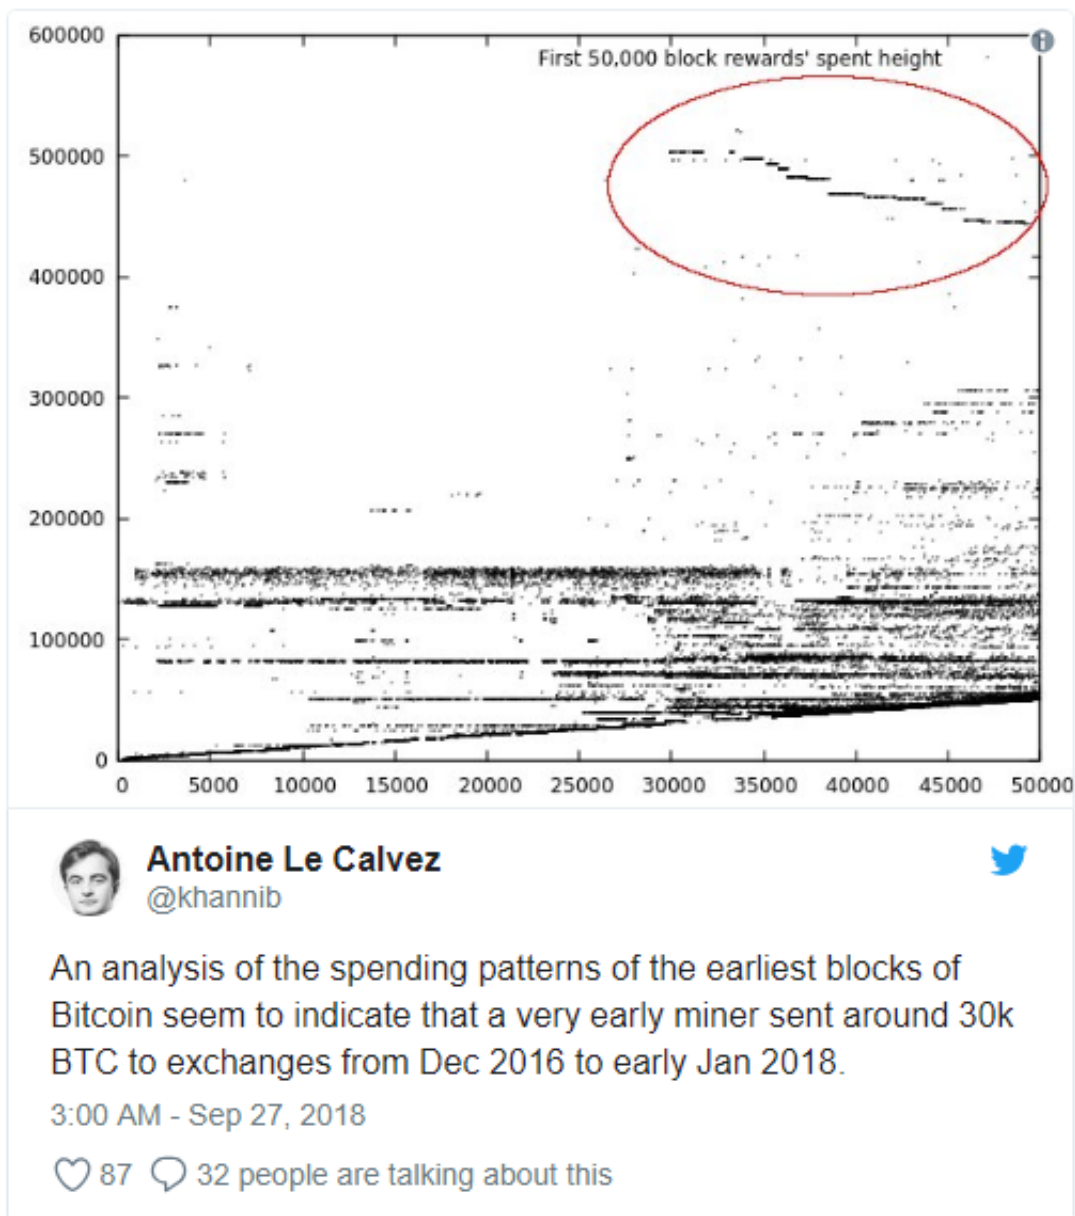 600000
First 50,000 block rewards' spent height
500000
400000
300000
200000
100000
0
0 5000 10000 15000 20000 25000 30000 35000 40000 45000 50000
Antoine Le Calvez
@khannib
An analysis of the spending patterns of the earliest blocks of
Bitcoin seem to indicate that a very early miner sent around 30k
BTC to exchanges from Dec 2016 to early Jan 2018.
3:00 AM - Sep 27, 2018
87 32 people are talking about this